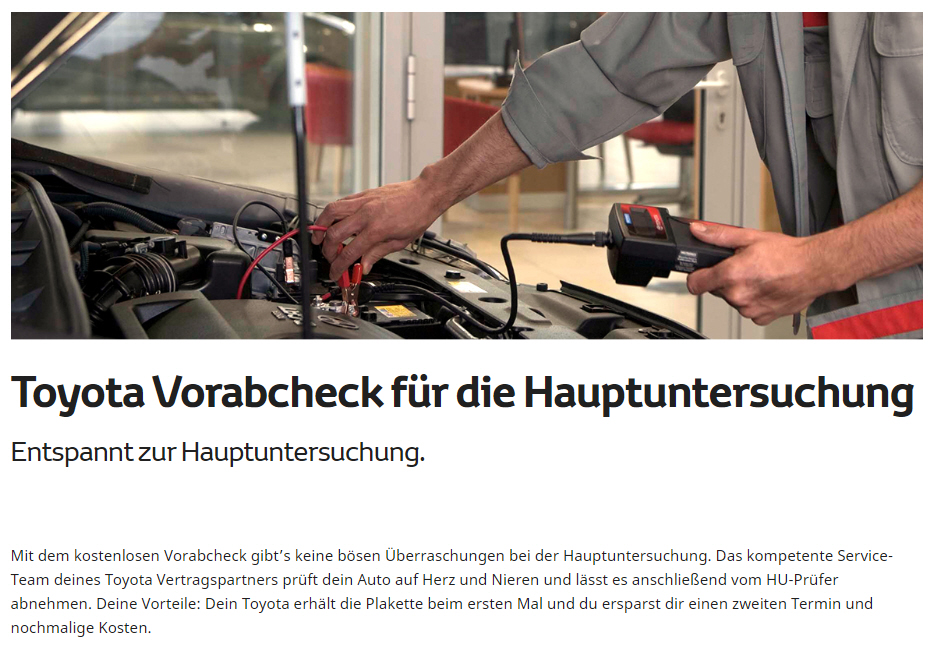 Toyota Vorabcheck für die Hauptuntersuchung
Entspannt zur Hauptuntersuchung.
Mit dem kostenlosen Vorabcheck gibt’s keine bösen Überraschungen bei der Hauptuntersuchung. Das kompetente Service-
Team deines Toyota Vertragspartners prüft dein Auto auf Herz und Nieren und lässt es anschließend vom HU-Prüfer
abnehmen. Deine Vorteile: Dein Toyota erhält die Plakette beim ersten Mal und du ersparst dir einen zweiten Termin und
nochmalige Kosten.